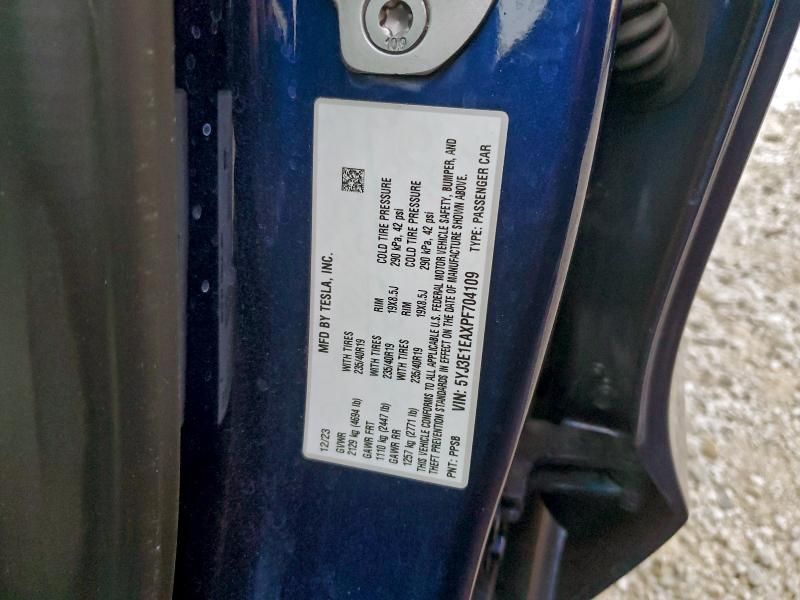 10.9
MFD BY TESLA, INC.
12/23
GVWR
2129 kg (4694 lb)
WITH TIRES
235/40R19
RIM
19X8.5J
COLD TIRE PRESSURE
290 kPa, 42 psi
GAWR FRT
1110 kg (2447 lb)
WITH TIRES
235/40R19
RIM
19X8.5J
COLD TIRE PRESSURE
290 kPa, 42 psi
GAWR RR
1257 kg (2771 lb)
WITH TIRES
235/40R19
THIS VEHICLE CONFORMS TO ALL APPLICABLE U.S. FEDERAL MOTOR VEHICLE SAFETY, BUMPER, AND
THEFT PREVENTION STANDARDS IN EFFECT ON THE DATE OF MANUFACTURE SHOWN ABOVE.
VIN: 5YJ3E1EAXPF704109
PNT: PPSB
TYPE: PASSENGER CAR